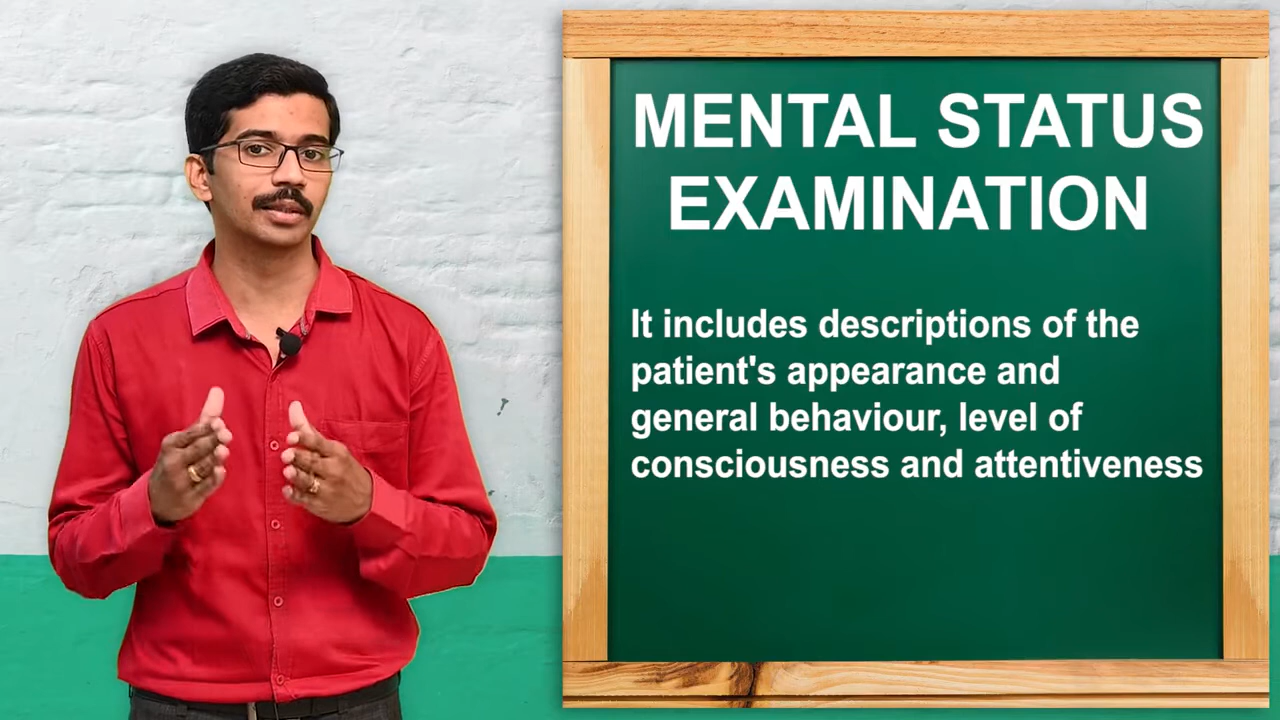 MENTAL STATUS
EXAMINATION
It includes descriptions of the
patient's appearance and
general behaviour, level of
consciousness and attentiveness